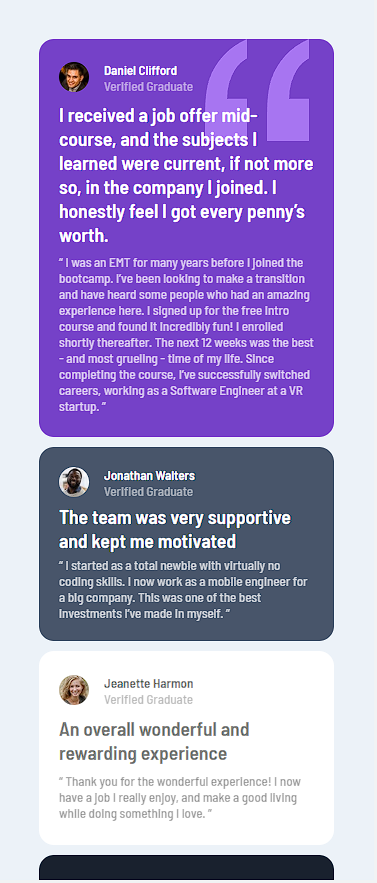 Daniel Clifford
Verified Graduate
I received a job offer mid-
course, and the subjects I
learned were current, if not more
so, in the company I joined. I
honestly feel I got every penny’s
worth.
“ I was an EMT for many years before I joined the
bootcamp. I’ve been looking to make a transition
and have heard some people who had an amazing
experience here. I signed up for the free intro
course and found it incredibly fun! I enrolled
shortly thereafter. The next 12 weeks was the best
- and most grueling - time of my life. Since
completing the course, I’ve successfully switched
careers, working as a Software Engineer at a VR
startup. ”
Jonathan Walters
Verified Graduate
The team was very supportive
and kept me motivated
“ I started as a total newbie with virtually no
coding skills. I now work as a mobile engineer for
a big company. This was one of the best
investments I’ve made in myself. ”
Jeanette Harmon
Verified Graduate
An overall wonderful and
rewarding experience
“ Thank you for the wonderful experience! I now
have a job I really enjoy, and make a good living
while doing something I love. ”